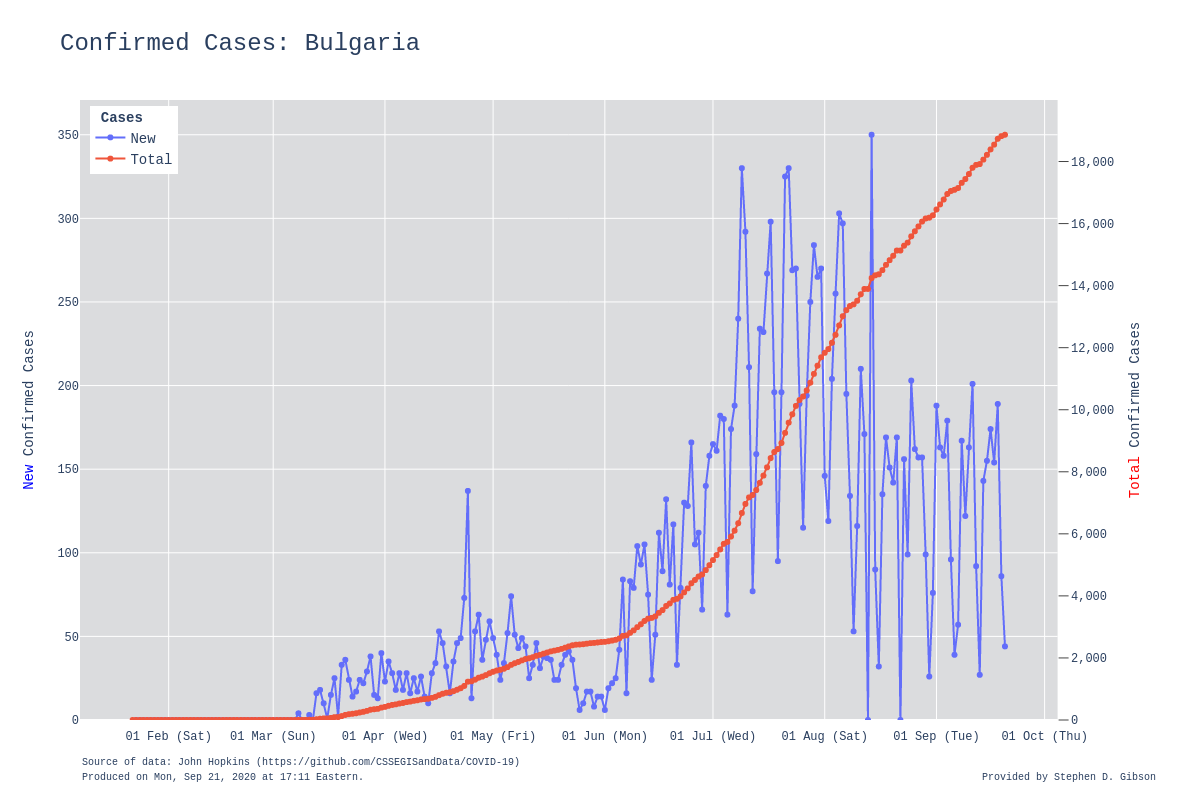 Confirmed Cases: Bulgaria
Cases
New
Total
350
300
250
200
150
100
50
0
18,000
16,000
14,000
12,000
10,000
8,000
6,000
4,000
2,000
0
New Confirmed Cases
Total Confirmed Cases
01 Feb (Sat) 01 Mar (Sun) 01 Apr (Wed) 01 May (Fri) 01 Jun (Mon) 01 Jul (Wed) 01 Aug (Sat) 01 Sep (Tue) 01 Oct (Thu)
Source of data: John Hopkins (https://github.com/CSSEGISandData/COVID-19)
Produced on Mon, Sep 21, 2020 at 17:11 Eastern.
Provided by Stephen D. Gibson